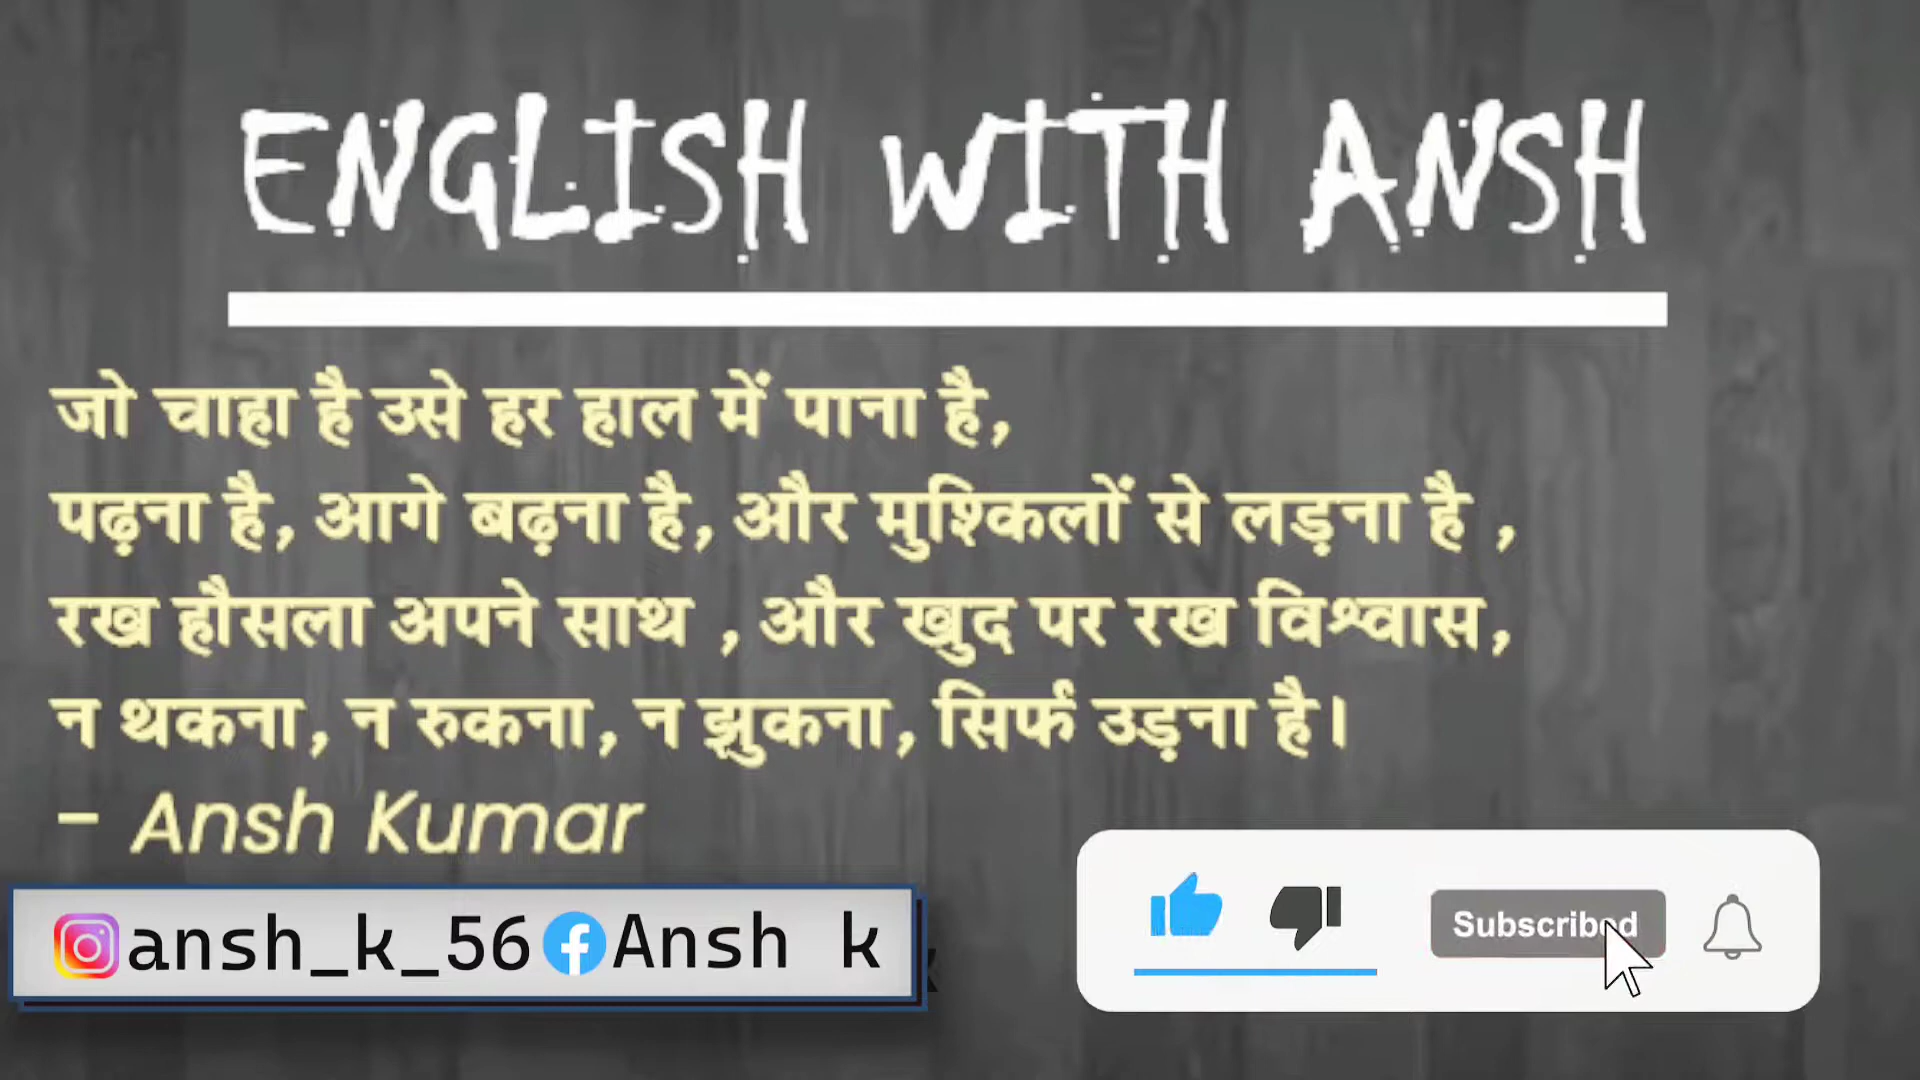 ENGLISH WITH ANSH
जो चाहा है उसे हर हाल में पाना है,
पढ़ना है, आगे बढ़ना है, और मुश्किलों से लड़ना है ,
रख हौसला अपने साथ , और खुद पर रख विश्वास,
न थकना, न रुकना, न झुकना, सिर्फ उड़ना है।
- Ansh Kumar
ansh_k_56 Ansh k
Subscribed